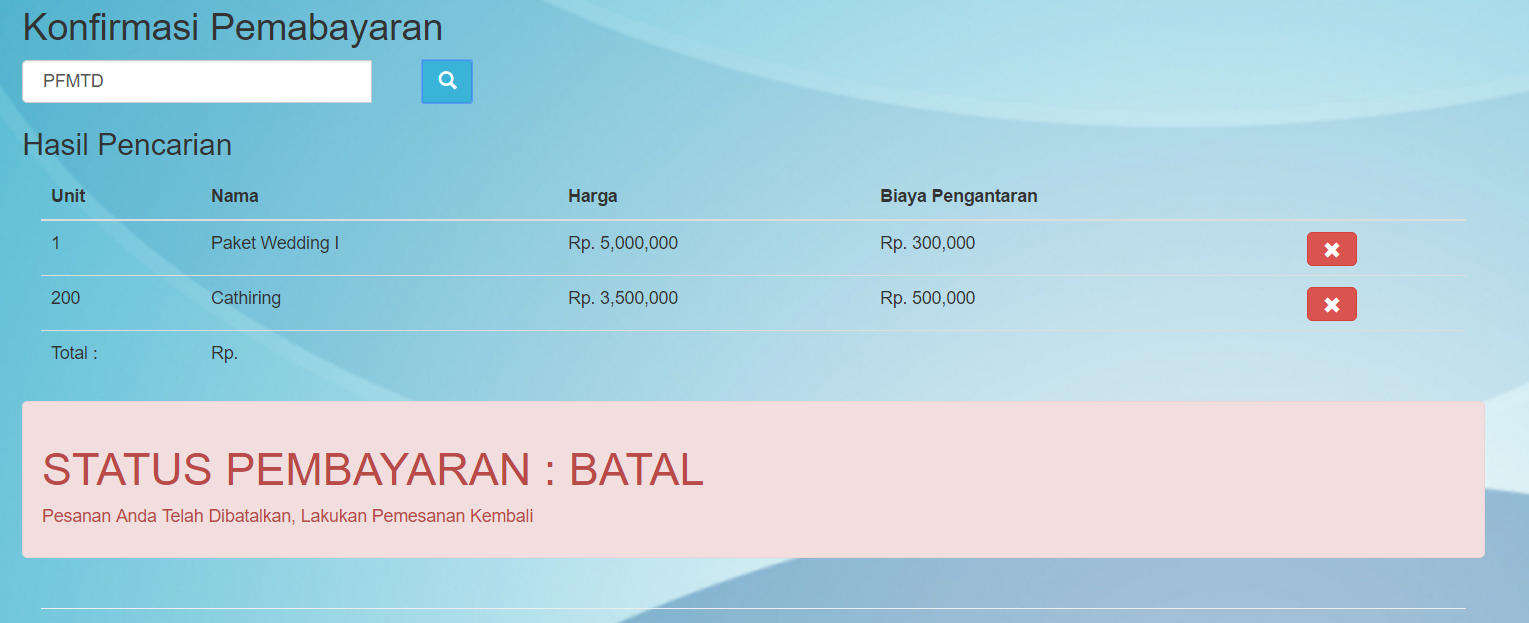 Konfirmasi Pemabayaran
PFMTD
Hasil Pencarian
Unit Nama Harga Biaya Pengantaran
1 Paket Wedding I Rp. 5,000,000 Rp. 300,000
200 Cathiring Rp. 3,500,000 Rp. 500,000
Total : Rp.
STATUS PEMBAYARAN : BATAL
Pesanan Anda Telah Dibatalkan, Lakukan Pemesanan Kembali